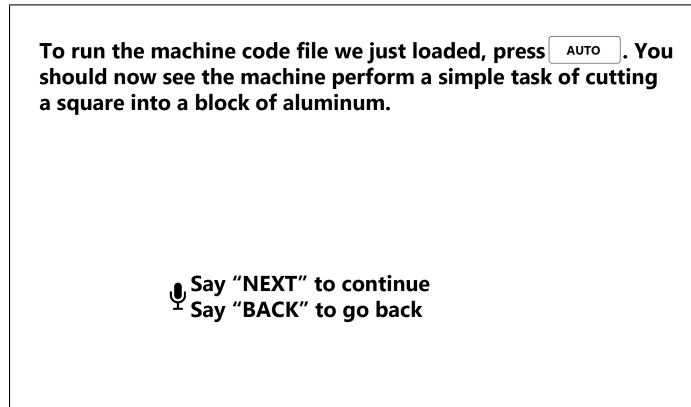 To run the machine code file we just loaded, press AUTO . You
should now see the machine perform a simple task of cutting
a square into a block of aluminum.
Say “NEXT” to continue
Say “BACK” to go back